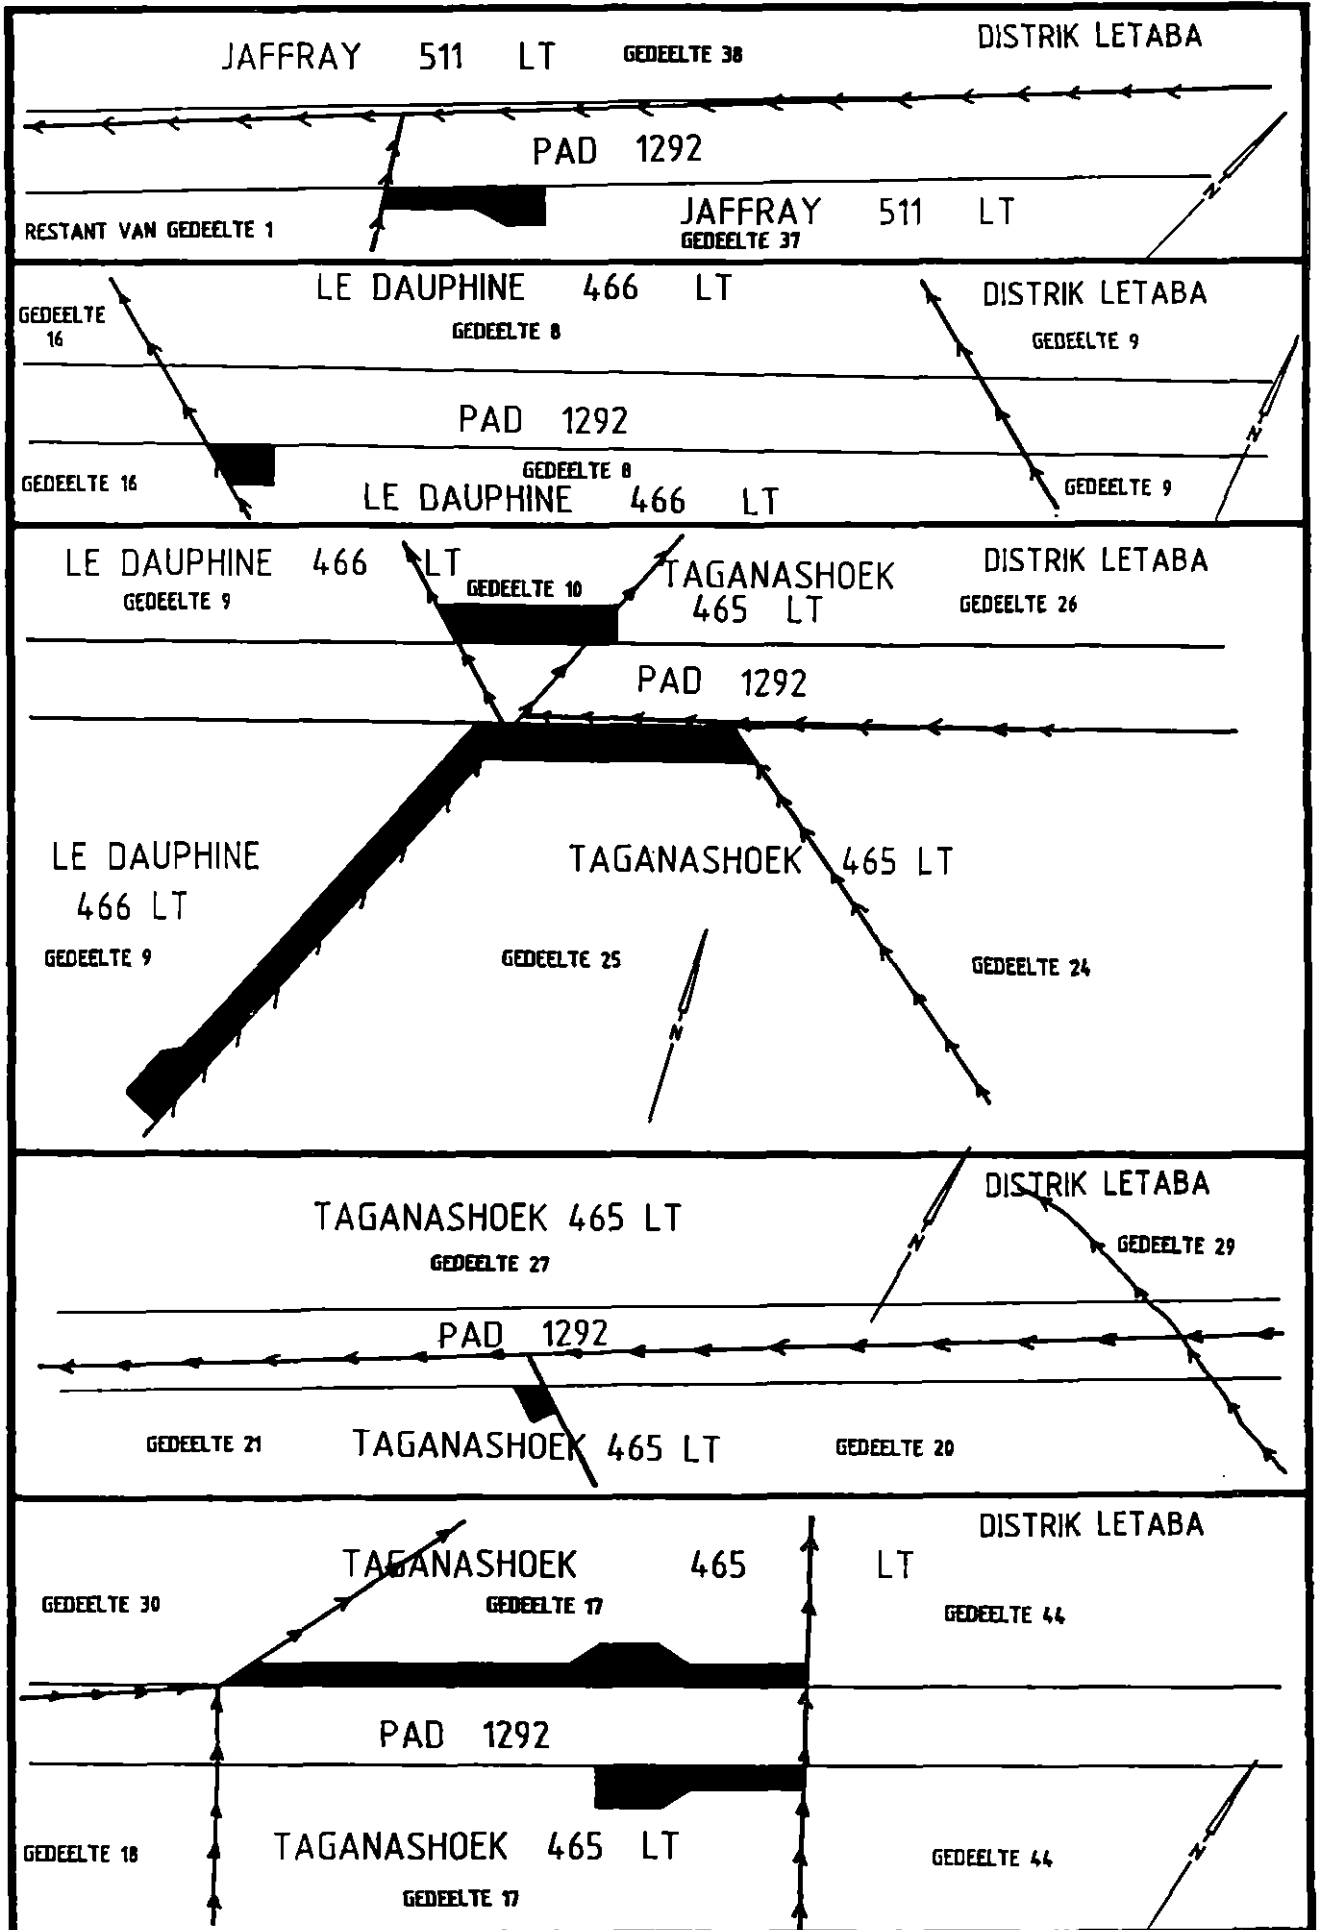 JAFFRAY 511 LT GEDEELTE 38 DISTRIK LETABA
PAD 1292
N
RESTANT VAN GEDEELTE 1
JAFFRAY 511 LT
GEDEELTE 37
LE DAUPHINE 466 LT DISTRIK LETABA
GEDEELTE
16
GEDEELTE 8
GEDEELTE 9
PAD 1292
N
GEDEELTE 16
GEDEELTE 8
GEDEELTE 9
LE DAUPHINE 466 LT
LE DAUPHINE 466 LT
GEDEELTE 9
GEDEELTE 10
TAGANASHOEK
465 LT
DISTRIK LETABA
GEDEELTE 26
PAD 1292
LE DAUPHINE
466 LT
GEDEELTE 9
TAGANASHOEK 465 LT
GEDEELTE 25
GEDEELTE 24
N
DISTRIK LETABA
TAGANASHOEK 465 LT
GEDEELTE 27
N
GEDEELTE 29
PAD 1292
GEDEELTE 21
TAGANASHOEK 465 LT
GEDEELTE 20
DISTRIK LETABA
TAGANASHOEK 465 LT
GEDEELTE 30
GEDEELTE 17
GEDEELTE 44
PAD 1292
GEDEELTE 18
TAGANASHOEK 465 LT
GEDEELTE 44
N
GEDEELTE 17